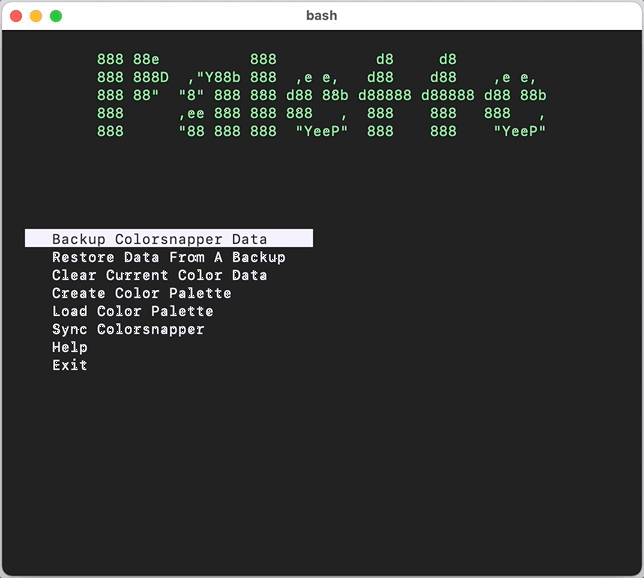 bash
888 88e          888           d8     d8
888 888D  ,"Y88b 888  ,e e,   d88    d88    ,e e,
888 88"  "8" 888 888 d88 88b d88888 d88888 d88 88b
888      ,ee 888 888 888   ,  888    888   888   ,
888      "88 888 888  "YeeP"  888    888    "YeeP"
Backup Colorsnapper Data
Restore Data From A Backup
Clear Current Color Data
Create Color Palette
Load Color Palette
Sync Colorsnapper
Help
Exit